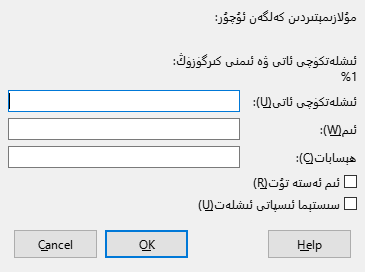 مۇلازىمېتىردىن كەلگەن ئۇچۇر:
ئىشلەتكۈچى ئاتى ۋە ئىمنى كىرگۈزۈڭ:
%1
ئىشلەتكۈچى ئاتى(U):
ئىم(W):
ھېسابات(C):
ئىم ئەستە تۇت(R)
سىستېما ئىسپاتى ئىشلەت(U)
Cancel OK Help